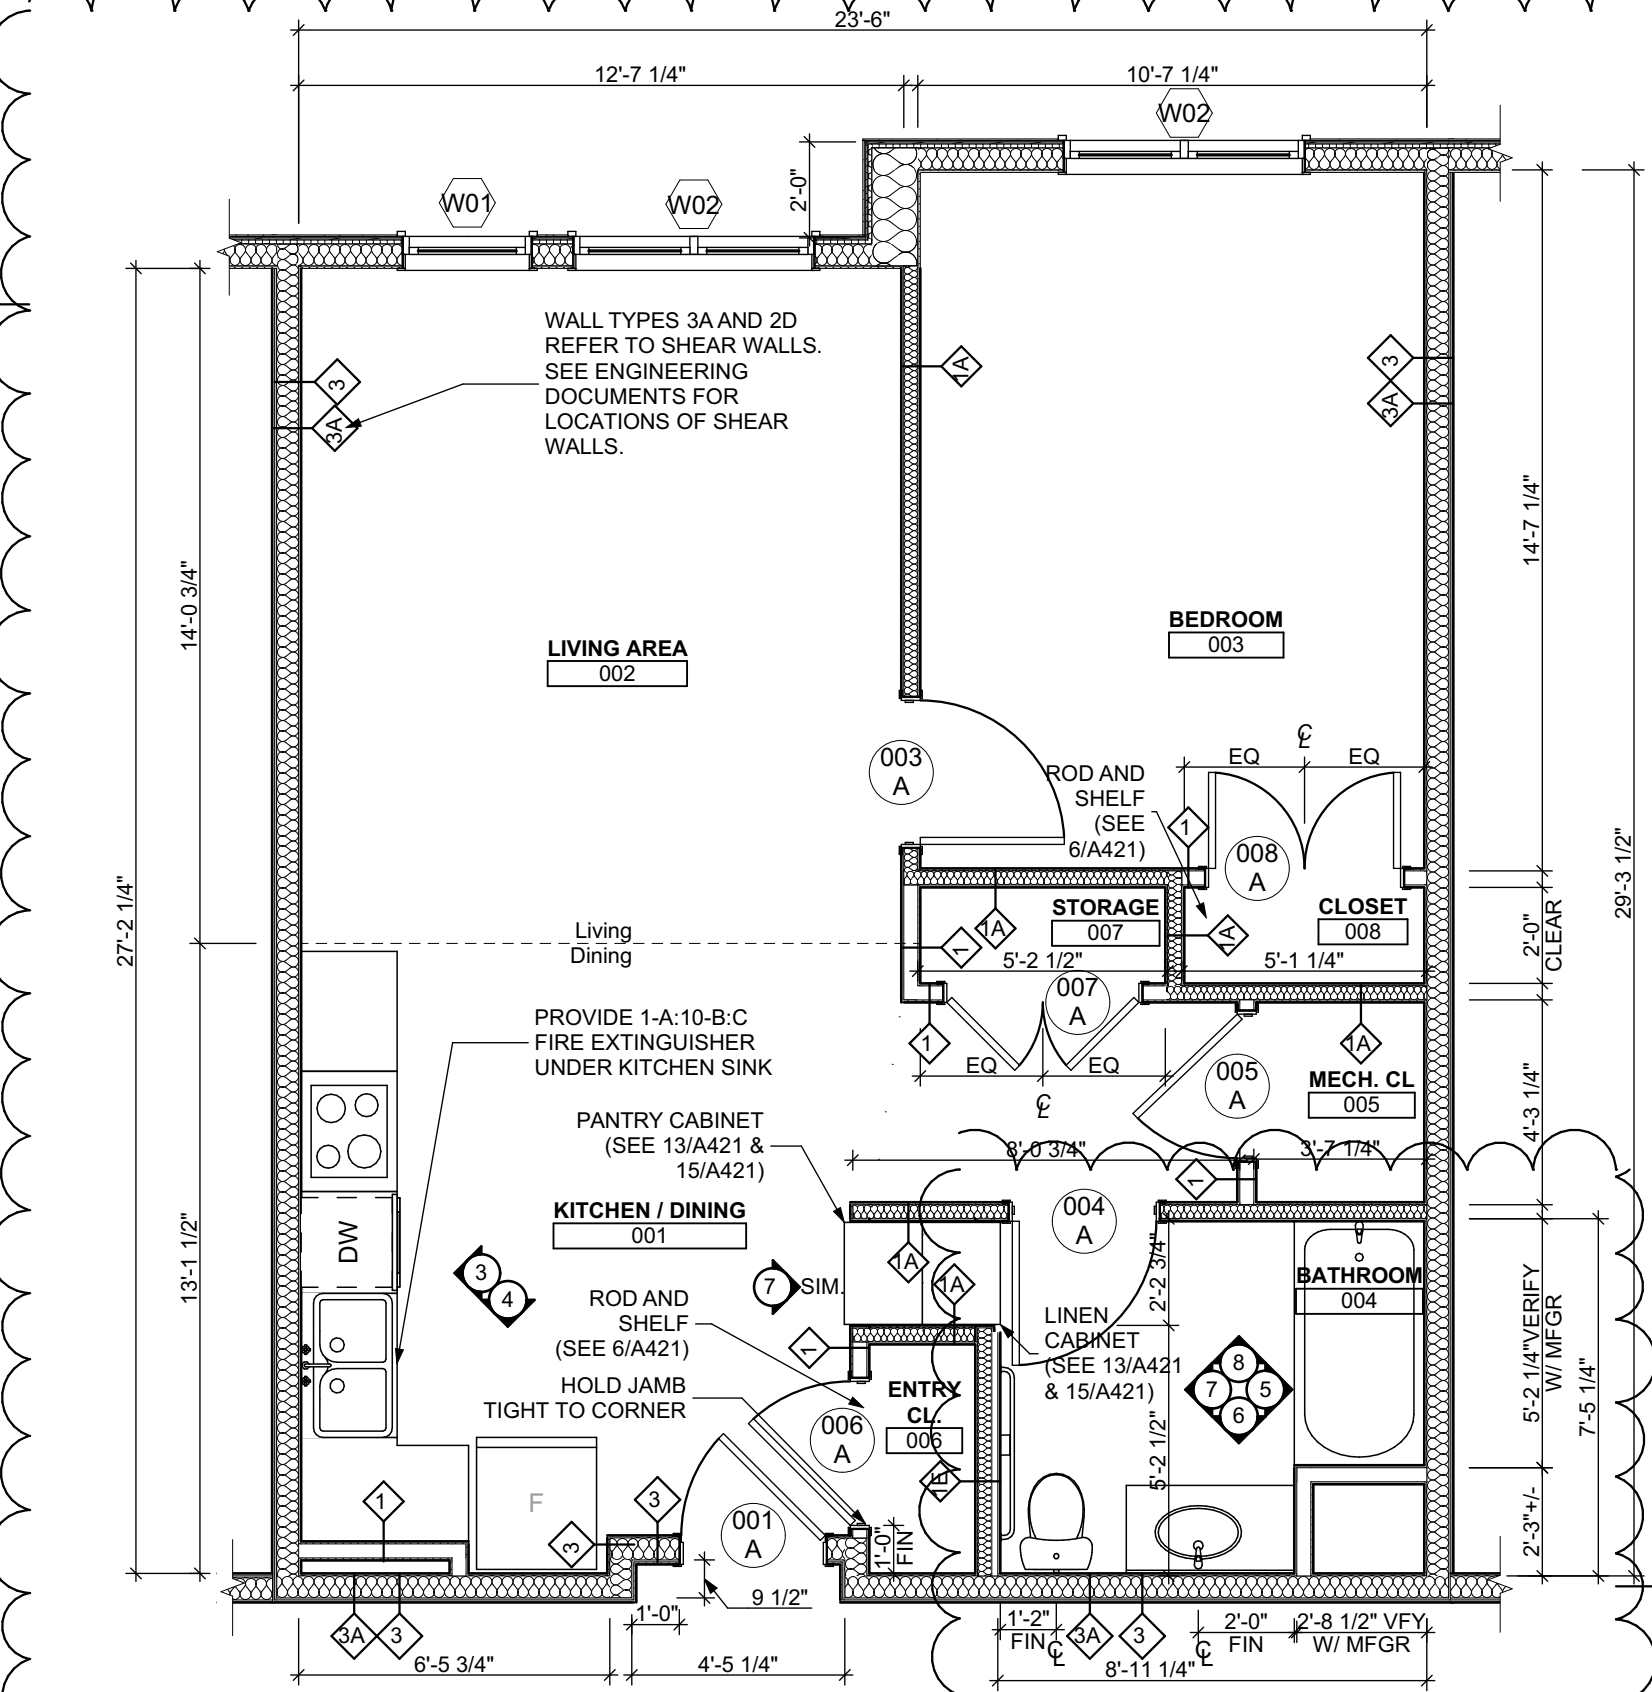 23'-6"
12'-7 1/4"
10'-7 1/4"
W02
2'-0"
W01
W02
WALL TYPES 3A AND 2D
REFER TO SHEAR WALLS.
SEE ENGINEERING
DOCUMENTS FOR
LOCATIONS OF SHEAR
WALLS.
3
3A
1A
3
3A
14'-7 1/4"
14'-0 3/4"
LIVING AREA
002
BEDROOM
003
003
A
ROD AND
SHELF
(SEE
6/A421)
EQ
EQ
1
008
A
27'-2 1/4"
29'-3 1/2"
STORAGE
007
CLOSET
008
2'-0"
CLEAR
Living
Dining
1
1A
1A
5'-2 1/2"
5'-1 1/4"
007
A
PROVIDE 1-A:10-B:C
FIRE EXTINGUISHER
UNDER KITCHEN SINK
1
EQ
EQ
1A
005
A
MECH. CL
005
4'-3 1/4"
PANTRY CABINET
(SEE 13/A421 &
15/A421)
8'-0 3/4"
3'-7 1/4"
1
KITCHEN / DINING
001
004
A
DW
13'-1 1/2"
3
4
7
SIM.
1A
1A
2'-2 3/4"
BATHROOM
004
ROD AND
SHELF
(SEE 6/A421)
1
LINEN
CABINET
(SEE 13/A421
& 15/A421)
8
7
5
6
5'-2 1/4"VERIFY
W/ MFGR
7'-5 1/4"
HOLD JAMB
TIGHT TO CORNER
ENTRY
CL.
006
006
A
1E
5'-2 1/2"
F
1
3
3
001
A
1'-0"
FIN
2'-3"+/-
9 1/2"
3A
3
1'-0"
1'-2"
FIN
3A
3
2'-0"
FIN
2'-8 1/2" VFY
W/ MFGR
6'-5 3/4"
4'-5 1/4"
8'-11 1/4"